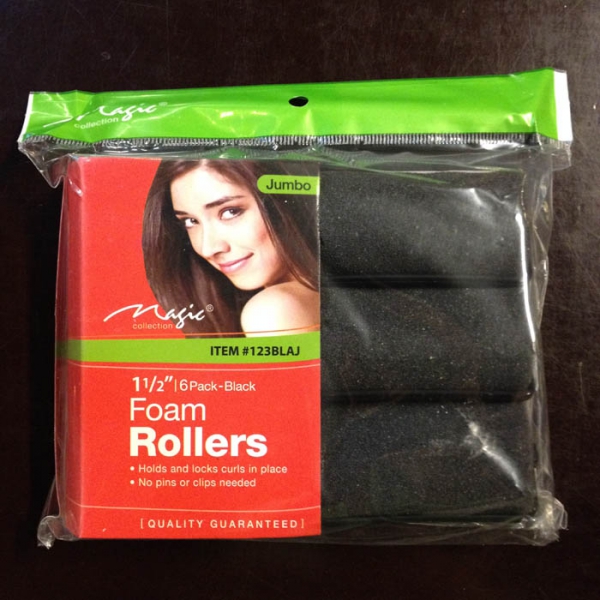 Magic®
collection
Jumbo
Magic®
collection
ITEM #123BLAJ
1 1/2" | 6 Pack-Black
Foam
Rollers
• Holds and locks curls in place
• No pins or clips needed
[ QUALITY GUARANTEED ]